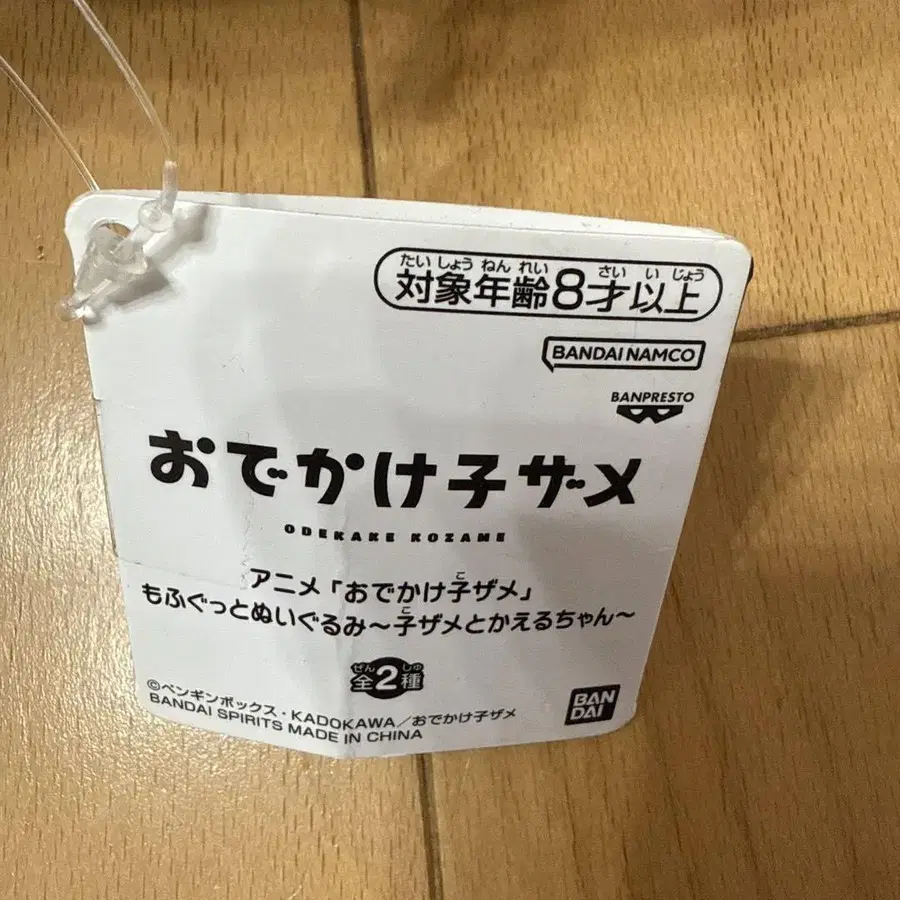 たいしょうねんれい さいいじょう
対象年齢8才以上
BANDAI NAMCO
BANPRESTO
おでかけ子ザメ
ODEKAKE KOZAME
こ
アニメ「おでかけ子ザメ」
こ
もふぐっとぬいぐるみ～子ザメとかえるちゃん～
ぜん しゅ
全2種
©ペンギンボックス・KADOKAWA／おでかけ子ザメ
BANDAI SPIRITS MADE IN CHINA
BAN
DAI